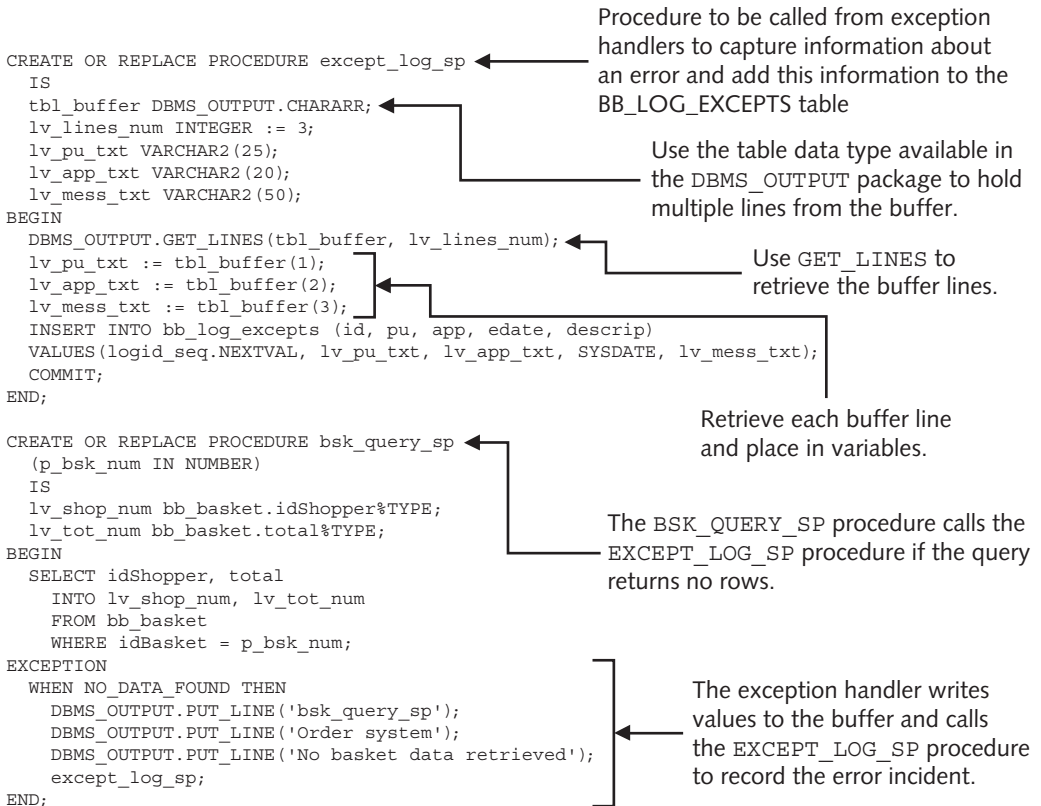 Procedure to be called from exception
handlers to capture information about
an error and add this information to the
BB_LOG_EXCEPTS table
CREATE OR REPLACE PROCEDURE except_log_sp
IS
tbl_buffer DBMS_OUTPUT.CHARARR;
lv_lines_num INTEGER := 3;
lv_pu_txt VARCHAR2(25);
lv_app_txt VARCHAR2(20);
lv_mess_txt VARCHAR2(50);
BEGIN
DBMS_OUTPUT.GET_LINES(tbl_buffer, lv_lines_num);
lv_pu_txt := tbl_buffer(1);
lv_app_txt := tbl_buffer(2);
lv_mess_txt := tbl_buffer(3);
INSERT INTO bb_log_excepts (id, pu, app, edate, descrip)
VALUES(logid_seq.NEXTVAL, lv_pu_txt, lv_app_txt, SYSDATE, lv_mess_txt);
COMMIT;
END;
Use the table data type available in
the DBMS_OUTPUT package to hold
multiple lines from the buffer.
Use GET_LINES to
retrieve the buffer lines.
Retrieve each buffer line
and place in variables.
CREATE OR REPLACE PROCEDURE bsk_query_sp
(p_bsk_num IN NUMBER)
IS
lv_shop_num bb_basket.idShopper%TYPE;
lv_tot_num bb_basket.total%TYPE;
BEGIN
SELECT idShopper, total
INTO lv_shop_num, lv_tot_num
FROM bb_basket
WHERE idBasket = p_bsk_num;
EXCEPTION
WHEN NO_DATA_FOUND THEN
DBMS_OUTPUT.PUT_LINE('bsk_query_sp');
DBMS_OUTPUT.PUT_LINE('Order system');
DBMS_OUTPUT.PUT_LINE('No basket data retrieved');
except_log_sp;
END;
The BSK_QUERY_SP procedure calls the
EXCEPT_LOG_SP procedure if the query
returns no rows.
The exception handler writes
values to the buffer and calls
the EXCEPT_LOG_SP procedure
to record the error incident.